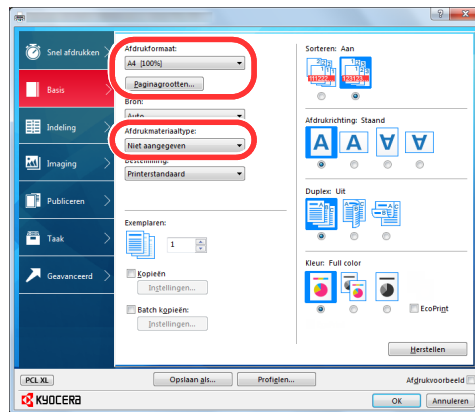 Snel afdrukken
Basis
Indeling
Imaging
Publiceren
Taak
Geavanceerd
Afdrukformaat:
A4 [100%]
Paginagrootten...
Bron:
Auto
Afdrukmateriaaltype:
Niet aangegeven
Bestemming:
Printerstandaard
Exemplaren:
1
Kopieën
Instellingen...
Batch kopieën:
Instellingen...
Sorteren: Aan
111222 123123
Afdrukrichting: Staand
A A A A
Duplex: Uit
Kleur: Full color
EcoPrint
Herstellen
PCL XL
Opslaan als...
Profielen...
Afdrukvoorbeeld
KYOCERA
OK
Annuleren